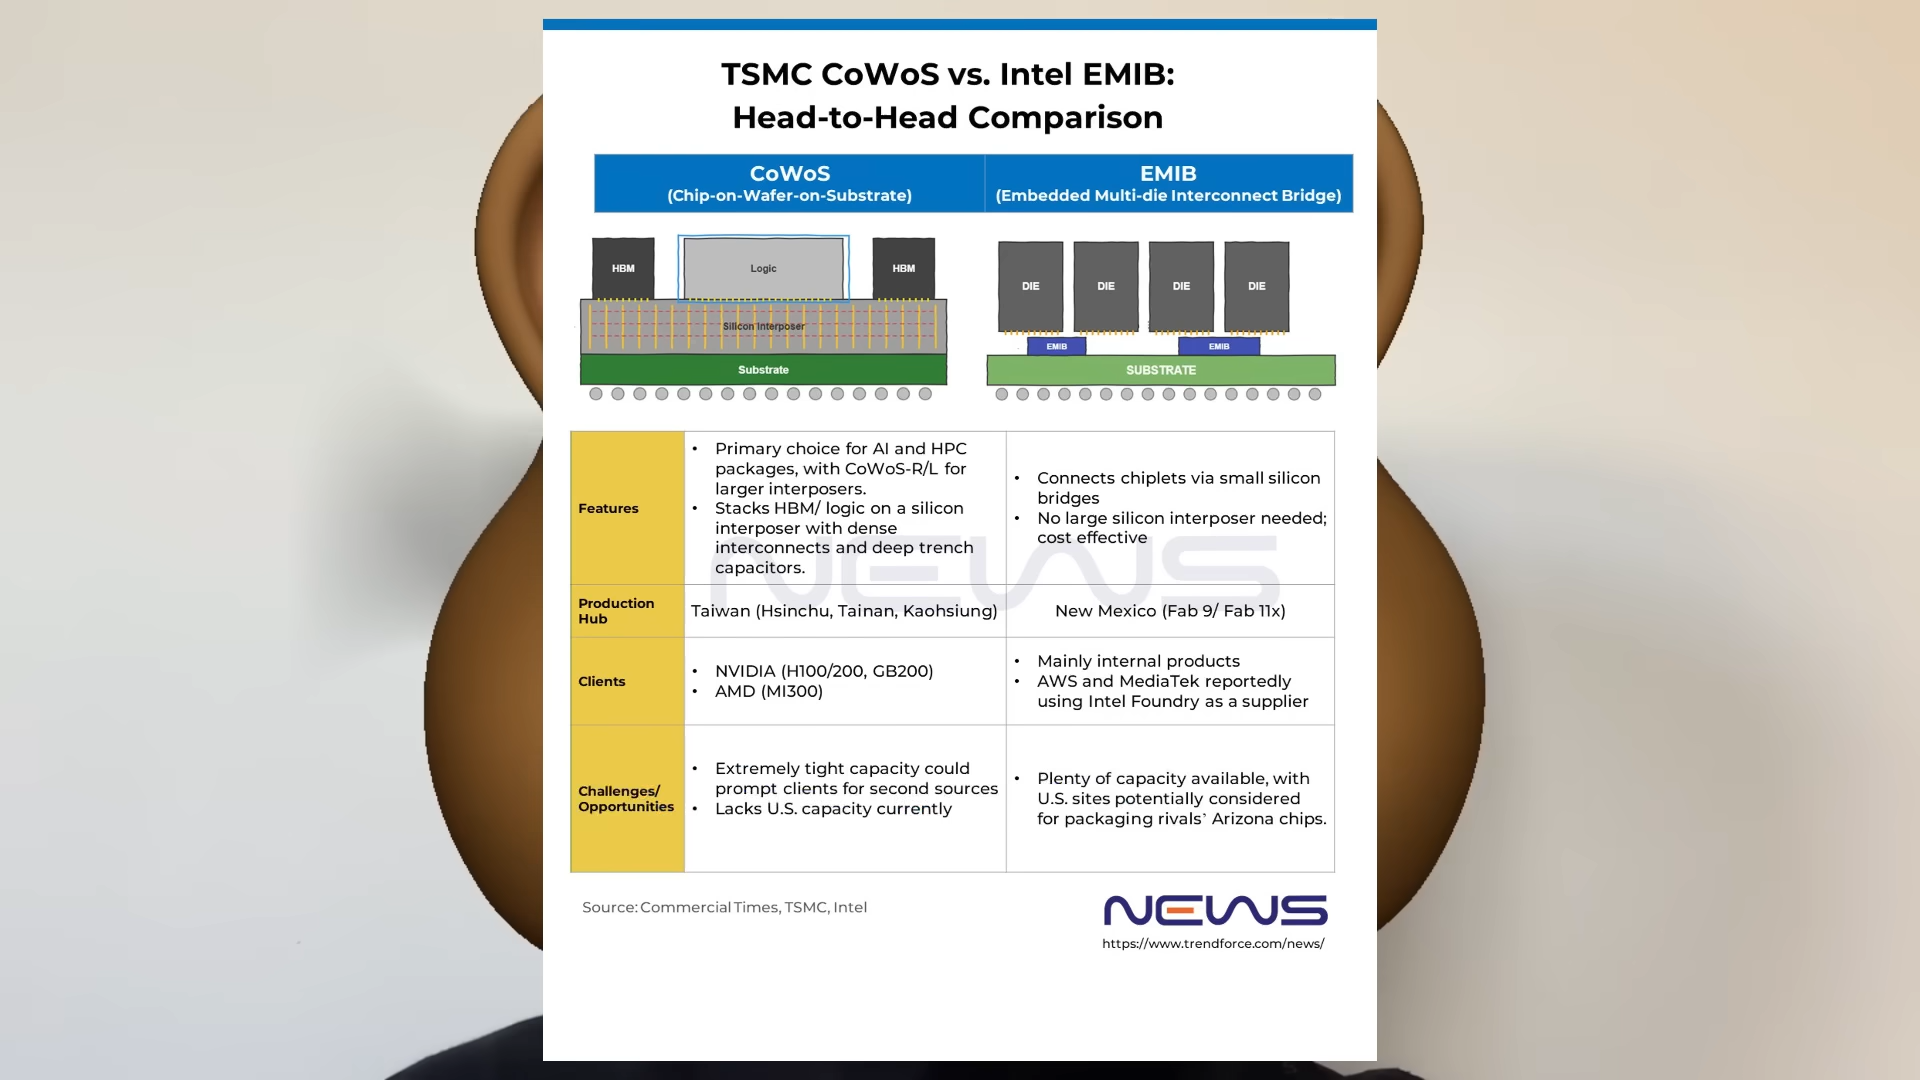 TSMC CoWoS vs. Intel EMIB:
Head-to-Head Comparison
CoWoS
(Chip-on-Wafer-on-Substrate)
EMIB
(Embedded Multi-die Interconnect Bridge)
HBM
Logic
HBM
Silicon Interposer
Substrate
DIE
DIE
DIE
DIE
EMIB
EMIB
SUBSTRATE
Features
• Primary choice for AI and HPC
packages, with CoWoS-R/L for
larger interposers.
• Stacks HBM/ logic on a silicon
interposer with dense
interconnects and deep trench
capacitors.
• Connects chiplets via small silicon
bridges
• No large silicon interposer needed;
cost effective
NEWS
Production
Hub
Taiwan (Hsinchu, Tainan, Kaohsiung)
New Mexico (Fab 9/ Fab 11x)
Clients
• NVIDIA (H100/200, GB200)
• AMD (MI300)
• Mainly internal products
• AWS and MediaTek reportedly
using Intel Foundry as a supplier
Challenges/
Opportunities
• Extremely tight capacity could
prompt clients for second sources
• Lacks U.S. capacity currently
• Plenty of capacity available, with
U.S. sites potentially considered
for packaging rivals’ Arizona chips.
Source: Commercial Times, TSMC, Intel
NEWS
https://www.trendforce.com/news/